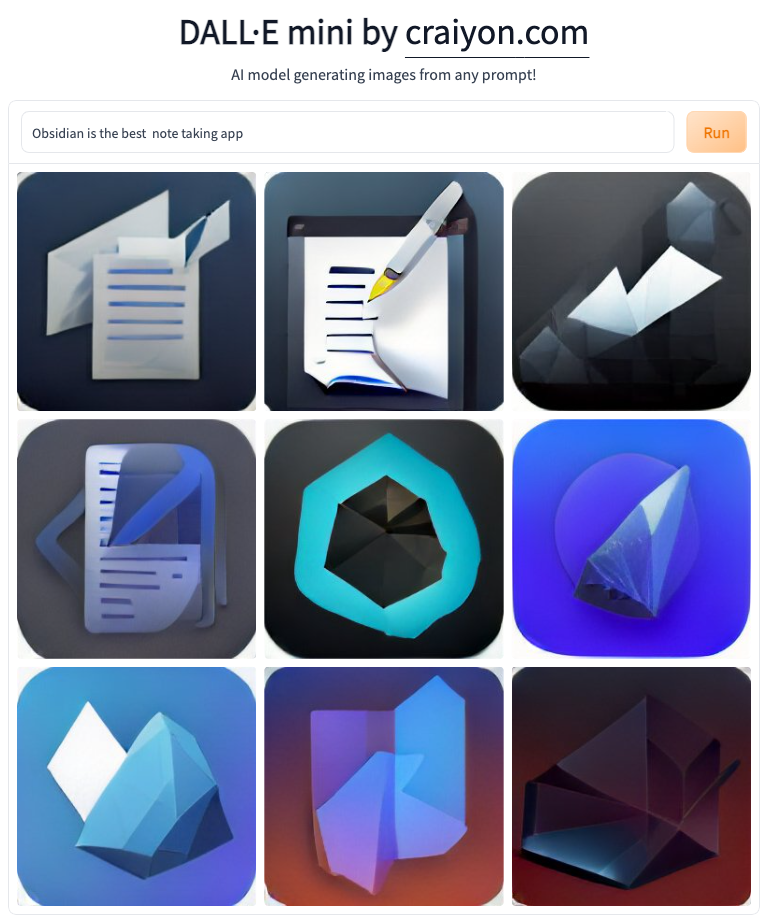 DALL·E mini by craiyon.com
AI model generating images from any prompt!
Obsidian is the best  note taking app
Run